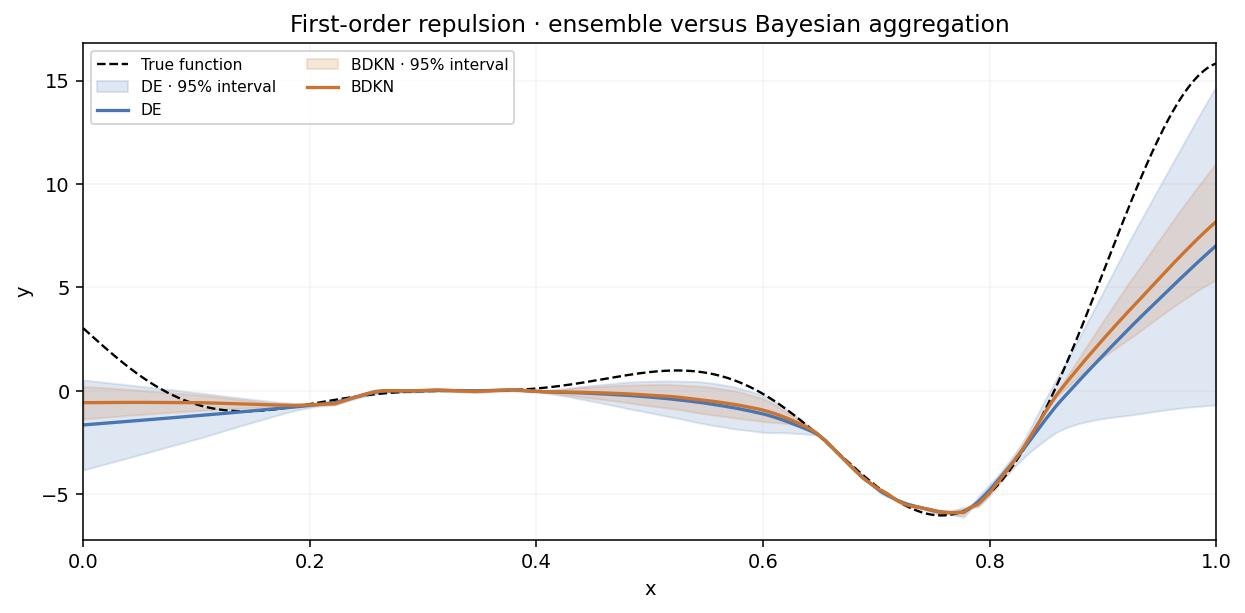 First-order repulsion · ensemble versus Bayesian aggregation
True function
DE · 95% interval
DE
BDKN · 95% interval
BDKN
y
15
10
5
0
−5
0.0 0.2 0.4 0.6 0.8 1.0
x